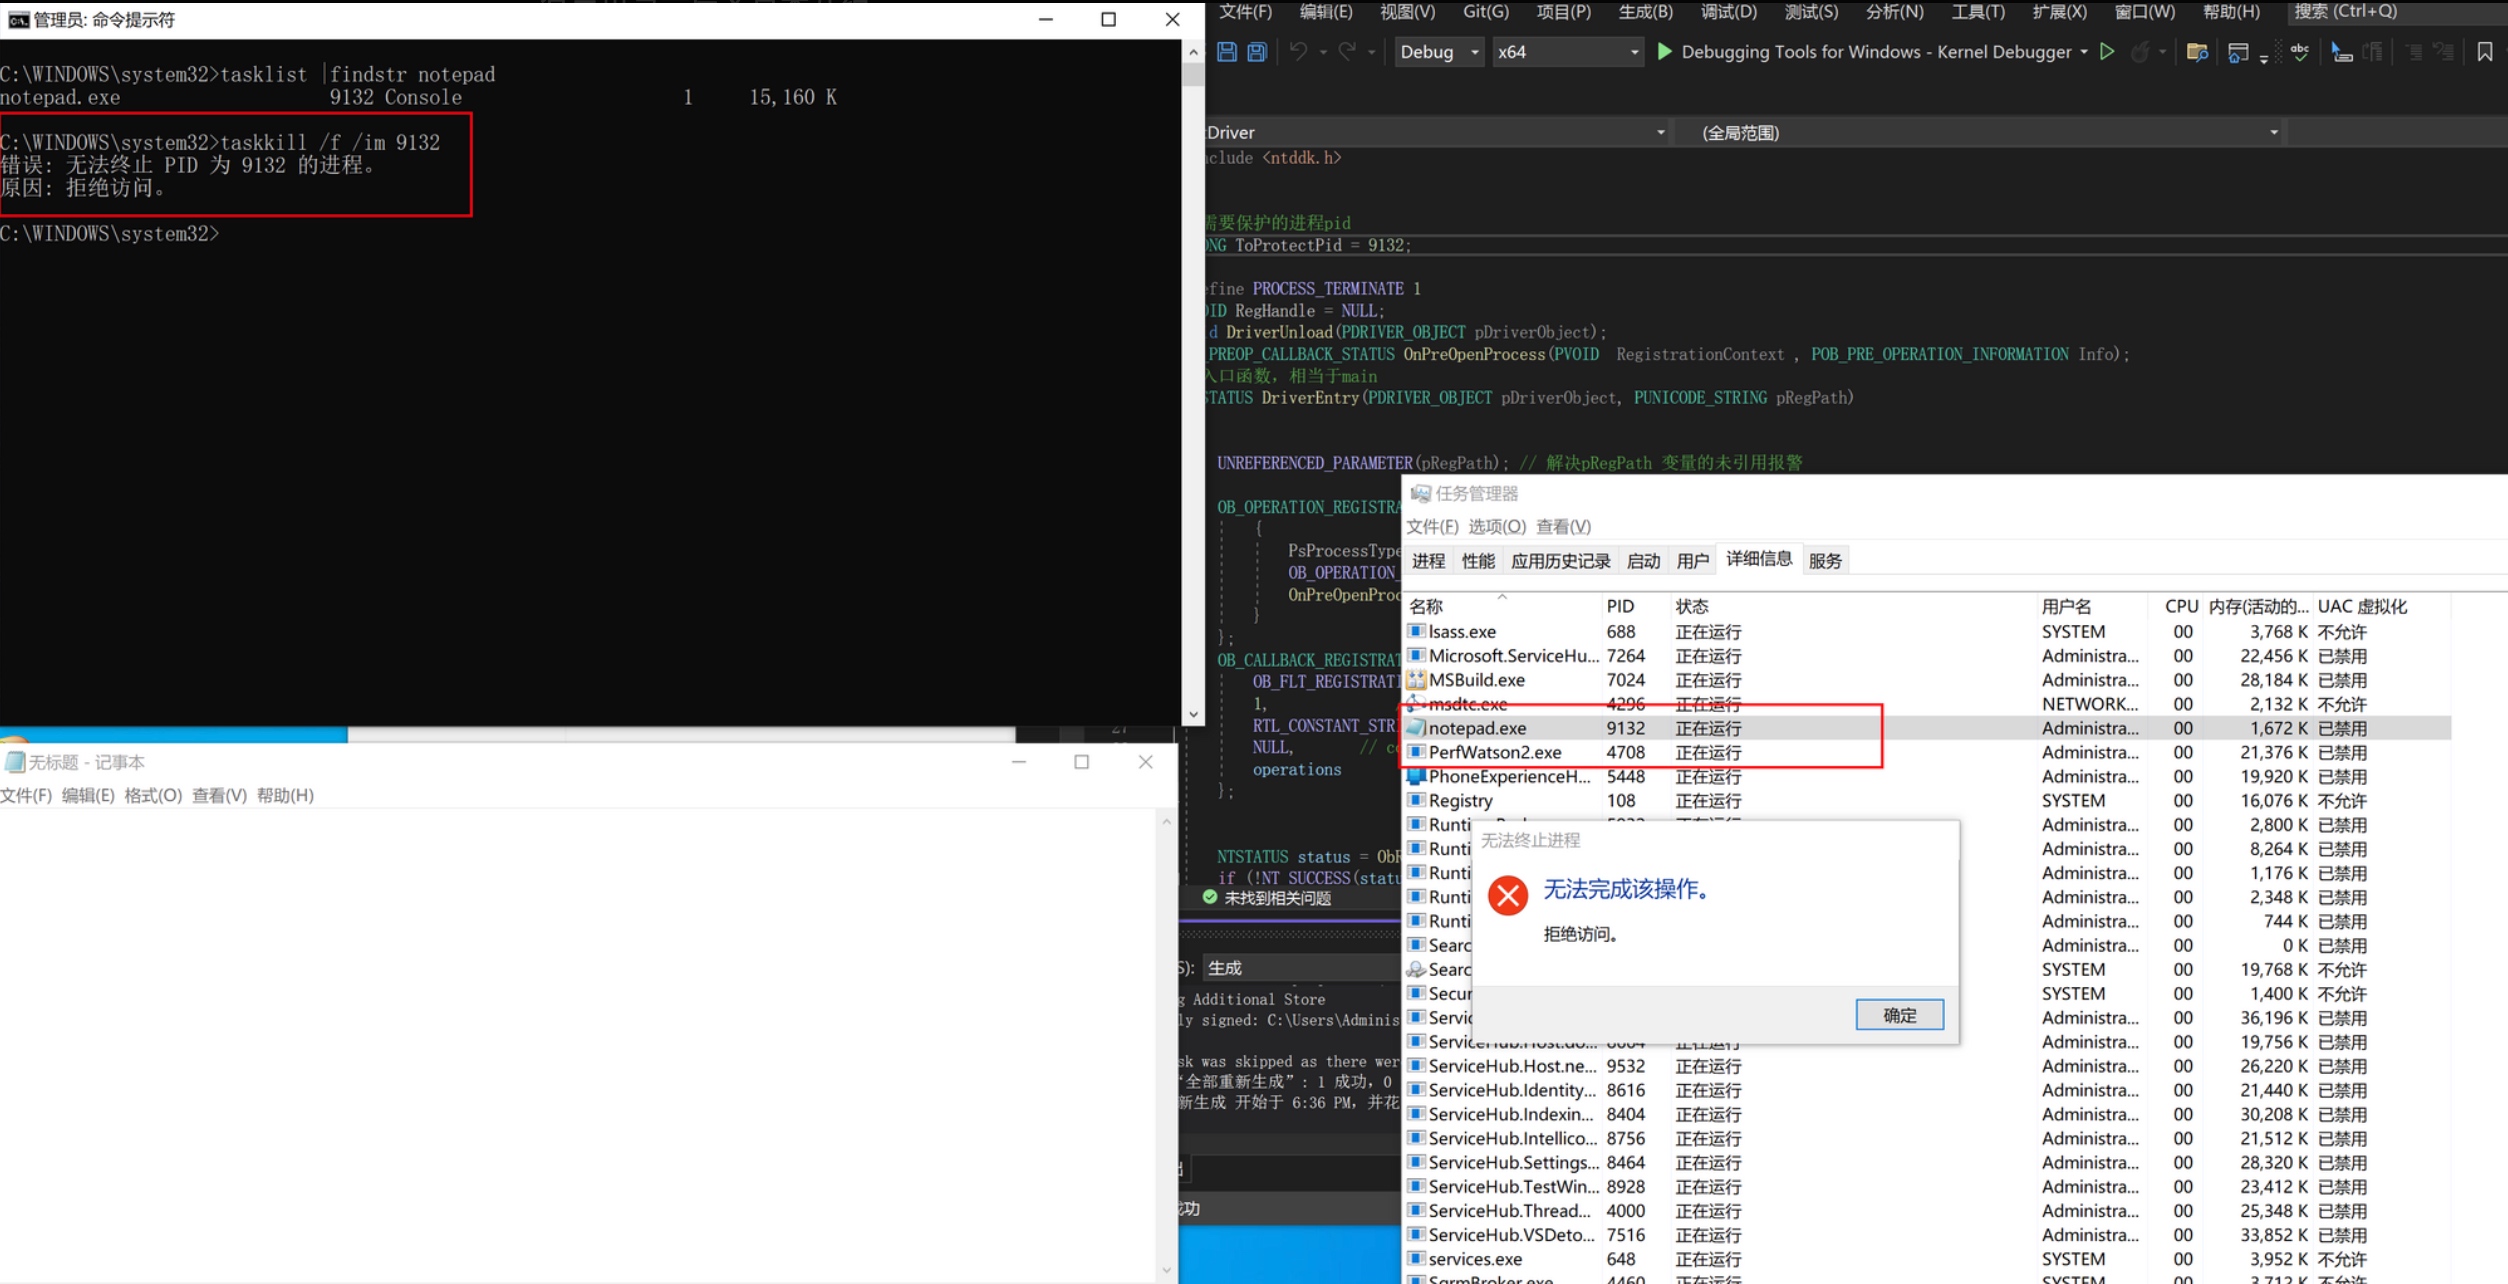 管理员: 命令提示符
C:\WINDOWS\system32>tasklist |findstr notepad
notepad.exe 9132 Console 1 15,160 K
C:\WINDOWS\system32>taskkill /f /im 9132
错误: 无法终止 PID 为 9132 的进程。
原因: 拒绝访问。
C:\WINDOWS\system32>
无标题 - 记事本
文件(F) 编辑(E) 格式(O) 查看(V) 帮助(H)
文件(F) 编辑(E) 视图(V) Git(G) 项目(P) 生成(B) 调试(D) 测试(S) 分析(N) 工具(T) 扩展(X) 窗口(W) 帮助(H) 搜索 (Ctrl+Q)
Debug x64 Debugging Tools for Windows - Kernel Debugger
Driver (全局范围)
clude <ntddk.h>
需要保护的进程pid
NG ToProtectPid = 9132;
efine PROCESS_TERMINATE 1
ID RegHandle = NULL;
d DriverUnload(PDRIVER_OBJECT pDriverObject);
_PREOP_CALLBACK_STATUS OnPreOpenProcess(PVOID RegistrationContext , POB_PRE_OPERATION_INFORMATION Info);
入口函数，相当于main
STATUS DriverEntry(PDRIVER_OBJECT pDriverObject, PUNICODE_STRING pRegPath)
UNREFERENCED_PARAMETER(pRegPath); // 解决pRegPath 变量的未引用报警
OB_OPERATION_REGISTRA
{
PsProcessType
OB_OPERATION_
OnPreOpenProc
}
};
OB_CALLBACK_REGISTRAT
OB_FLT_REGISTRATI
1,
RTL_CONSTANT_STRI
27
NULL, // c
operations
};
NTSTATUS status = ObR
if (!NT_SUCCESS(statu
未找到相关问题
S): 生成
g Additional Store
ly signed: C:\Users\Adminis
sk was skipped as there wer
“全部重新生成”: 1 成功，0
新生成 开始于 6:36 PM，并花
出
成功
任务管理器
文件(F) 选项(O) 查看(V)
进程 性能 应用历史记录 启动 用户 详细信息 服务
名称 PID 状态 用户名 CPU 内存(活动的... UAC 虚拟化
lsass.exe 688 正在运行 SYSTEM 00 3,768 K 不允许
Microsoft.ServiceHu... 7264 正在运行 Administra... 00 22,456 K 已禁用
MSBuild.exe 7024 正在运行 Administra... 00 28,184 K 已禁用
msdtc.exe 4296 正在运行 NETWORK... 00 2,132 K 不允许
notepad.exe 9132 正在运行 Administra... 00 1,672 K 已禁用
PerfWatson2.exe 4708 正在运行 Administra... 00 21,376 K 已禁用
PhoneExperienceH... 5448 正在运行 Administra... 00 19,920 K 已禁用
Registry 108 正在运行 SYSTEM 00 16,076 K 不允许
Runti Administra... 00 2,800 K 已禁用
Runti Administra... 00 8,264 K 已禁用
Runti Administra... 00 1,176 K 已禁用
Runti Administra... 00 2,348 K 已禁用
Runti Administra... 00 744 K 已禁用
Searc Administra... 00 0 K 已禁用
Searc SYSTEM 00 19,768 K 不允许
Secur SYSTEM 00 1,400 K 不允许
Servic Administra... 00 36,196 K 已禁用
Administra... 00 19,756 K 已禁用
ServiceHub.Host.ne... 9532 正在运行 Administra... 00 26,220 K 已禁用
ServiceHub.Identity... 8616 正在运行 Administra... 00 21,440 K 已禁用
ServiceHub.Indexin... 8404 正在运行 Administra... 00 30,208 K 已禁用
ServiceHub.Intellico... 8756 正在运行 Administra... 00 21,512 K 已禁用
ServiceHub.Settings... 8464 正在运行 Administra... 00 28,320 K 已禁用
ServiceHub.TestWin... 8928 正在运行 Administra... 00 23,412 K 已禁用
ServiceHub.Thread... 4000 正在运行 Administra... 00 25,348 K 已禁用
ServiceHub.VSDeto... 7516 正在运行 Administra... 00 33,852 K 已禁用
services.exe 648 正在运行 SYSTEM 00 3,952 K 不允许
SgrmBroker.exe 4460 正在运行 SYSTEM 00 3,712 K 不允许
无法终止进程
无法完成该操作。
拒绝访问。
确定